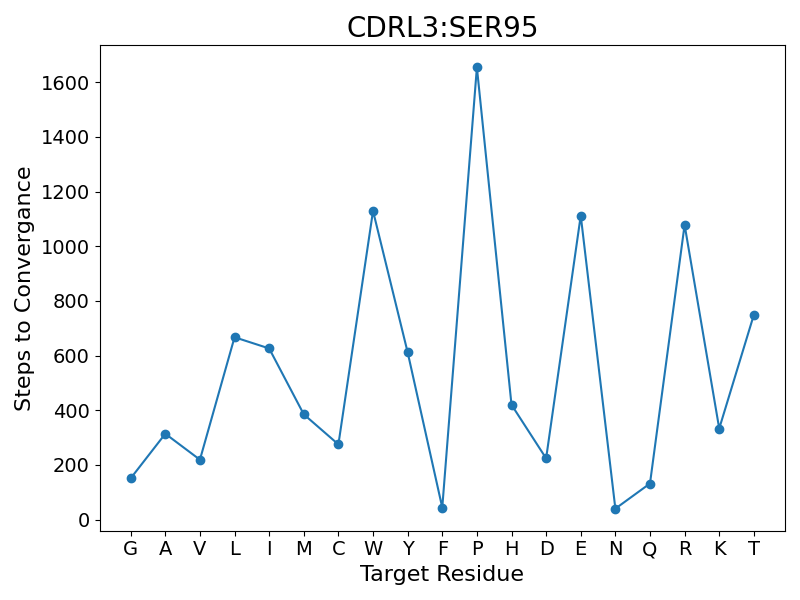 CDRL3:SER95
Steps to Convergance
1600
1400
1200
1000
800
600
400
200
0
G A V L I M C W Y F P H D E N Q R K T
Target Residue